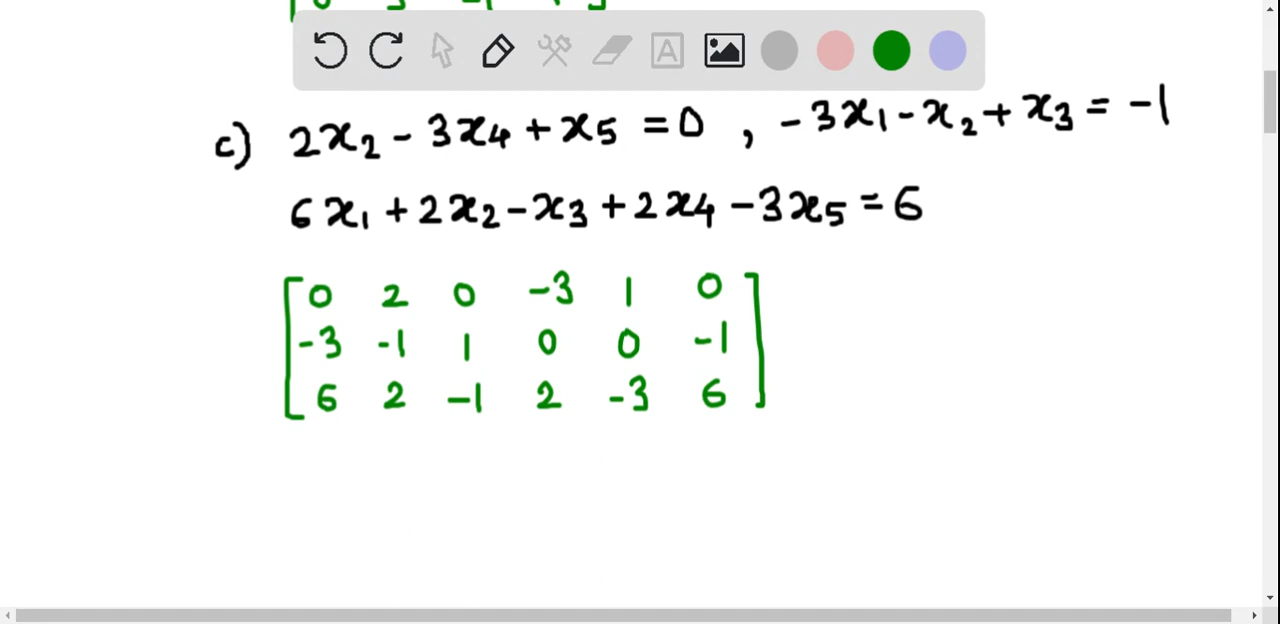 c) 2x₂ - 3x₄ + x₅ = 0 , -3x₁ - x₂ + x₃ = -1
6x₁ + 2x₂ - x₃ + 2x₄ - 3x₅ = 6
0 2 0 -3 1 0
-3 -1 1 0 0 -1
6 2 -1 2 -3 6